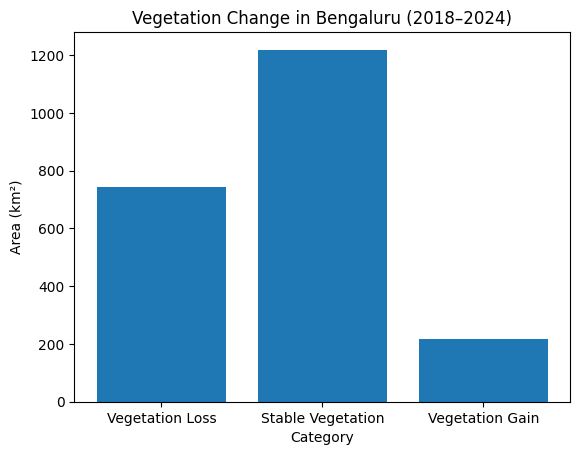 Vegetation Change in Bengaluru (2018–2024)
Area (km²)
1200
1000
800
600
400
200
0
Vegetation Loss Stable Vegetation Vegetation Gain
Category